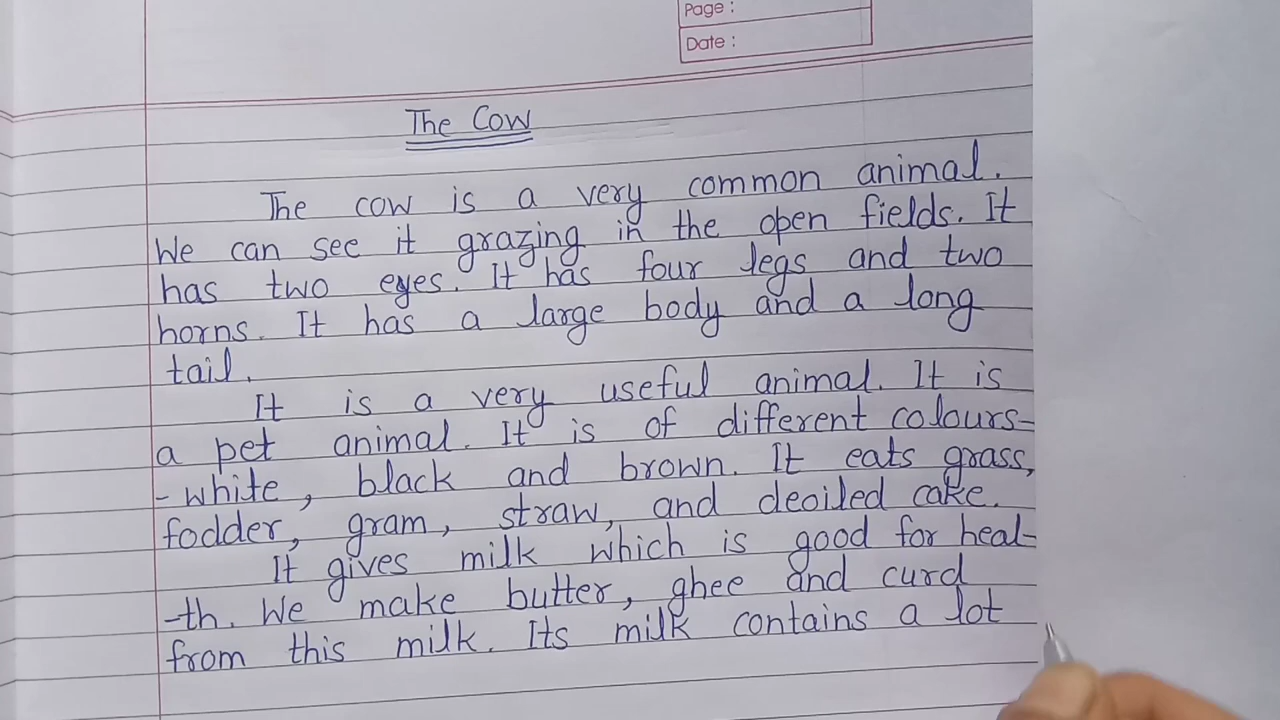 Page :
Date :
The Cow
The cow is a very common animal.
We can see it grazing in the open fields. It
has two eyes. It has four legs and two
horns. It has a large body and a long
tail.
It is a very useful animal. It is
a pet animal. It is of different colours-
-white, black and brown. It eats grass,
fodder, gram, straw, and deoiled cake.
It gives milk which is good for heal-
-th. We make butter, ghee and curd
from this milk. Its milk contains a lot